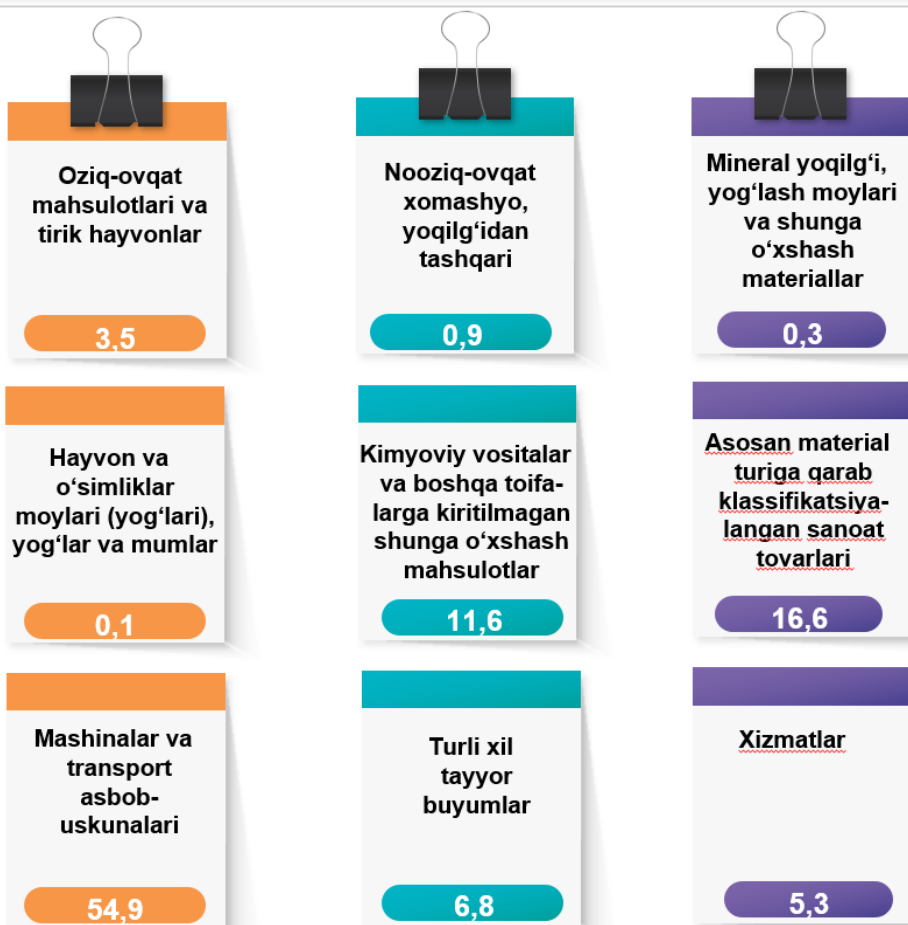 Oziq-ovqat
mahsulotlari va
tirik hayvonlar
3,5
Nooziq-ovqat
xomashyo,
yoqilg‘idan
tashqari
0,9
Mineral yoqilg‘i,
yog‘lash moylari
va shunga
o‘xshash
materiallar
0,3
Hayvon va
o‘simliklar
moylari (yog‘lari),
yog‘lar va mumlar
0,1
Kimyoviy vositalar
va boshqa toifa-
larga kiritilmagan
shunga o‘xshash
mahsulotlar
11,6
Asosan material
turiga qarab
klassifikatsiya-
langan sanoat
tovarlari
16,6
Mashinalar va
transport
asbob-
uskunalari
54,9
Turli xil
tayyor
buyumlar
6,8
Xizmatlar
5,3